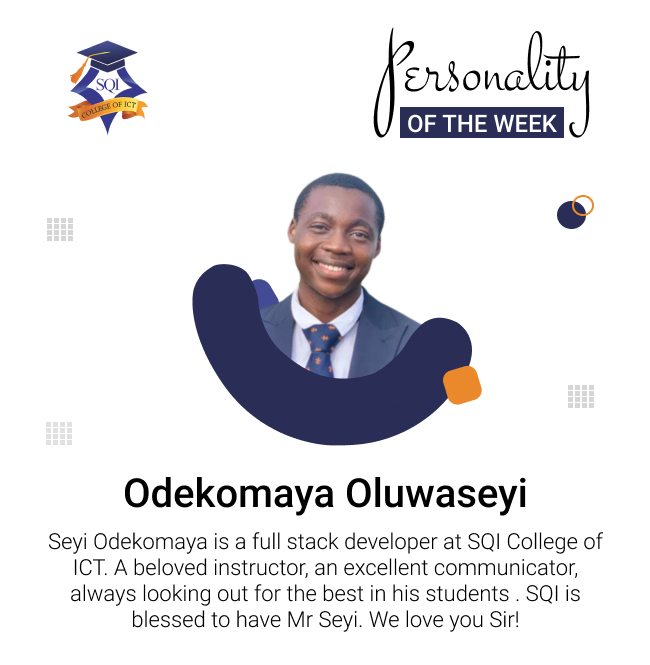 SQI
COLLEGE OF ICT
Personality
OF THE WEEK
Odekomaya Oluwaseyi
Seyi Odekomaya is a full stack developer at SQI College of
ICT. A beloved instructor, an excellent communicator,
always looking out for the best in his students . SQI is
blessed to have Mr Seyi. We love you Sir!